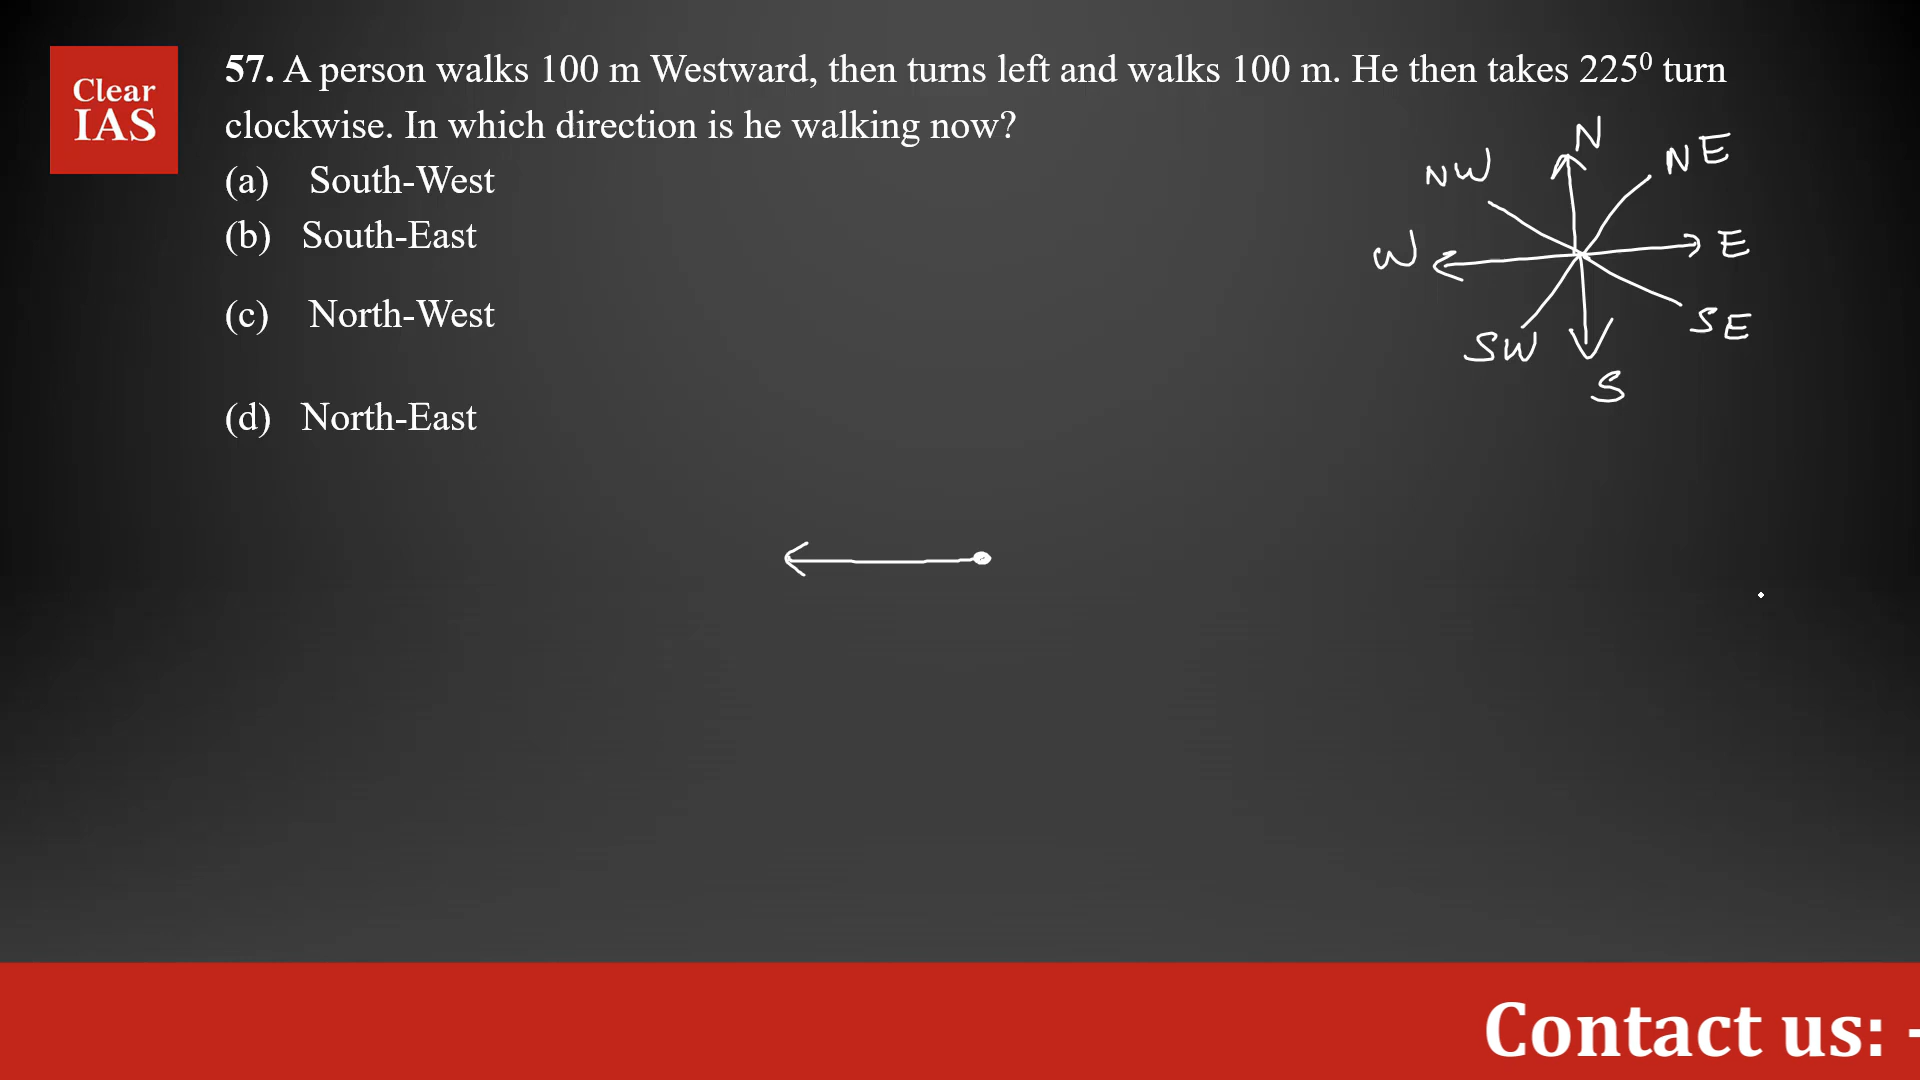 Clear
IAS
57. A person walks 100 m Westward, then turns left and walks 100 m. He then takes 225⁰ turn
clockwise. In which direction is he walking now?
(a) South-West
(b) South-East
(c) North-West
(d) North-East
N
NW
NE
W
E
SW
SE
S
Contact us: -